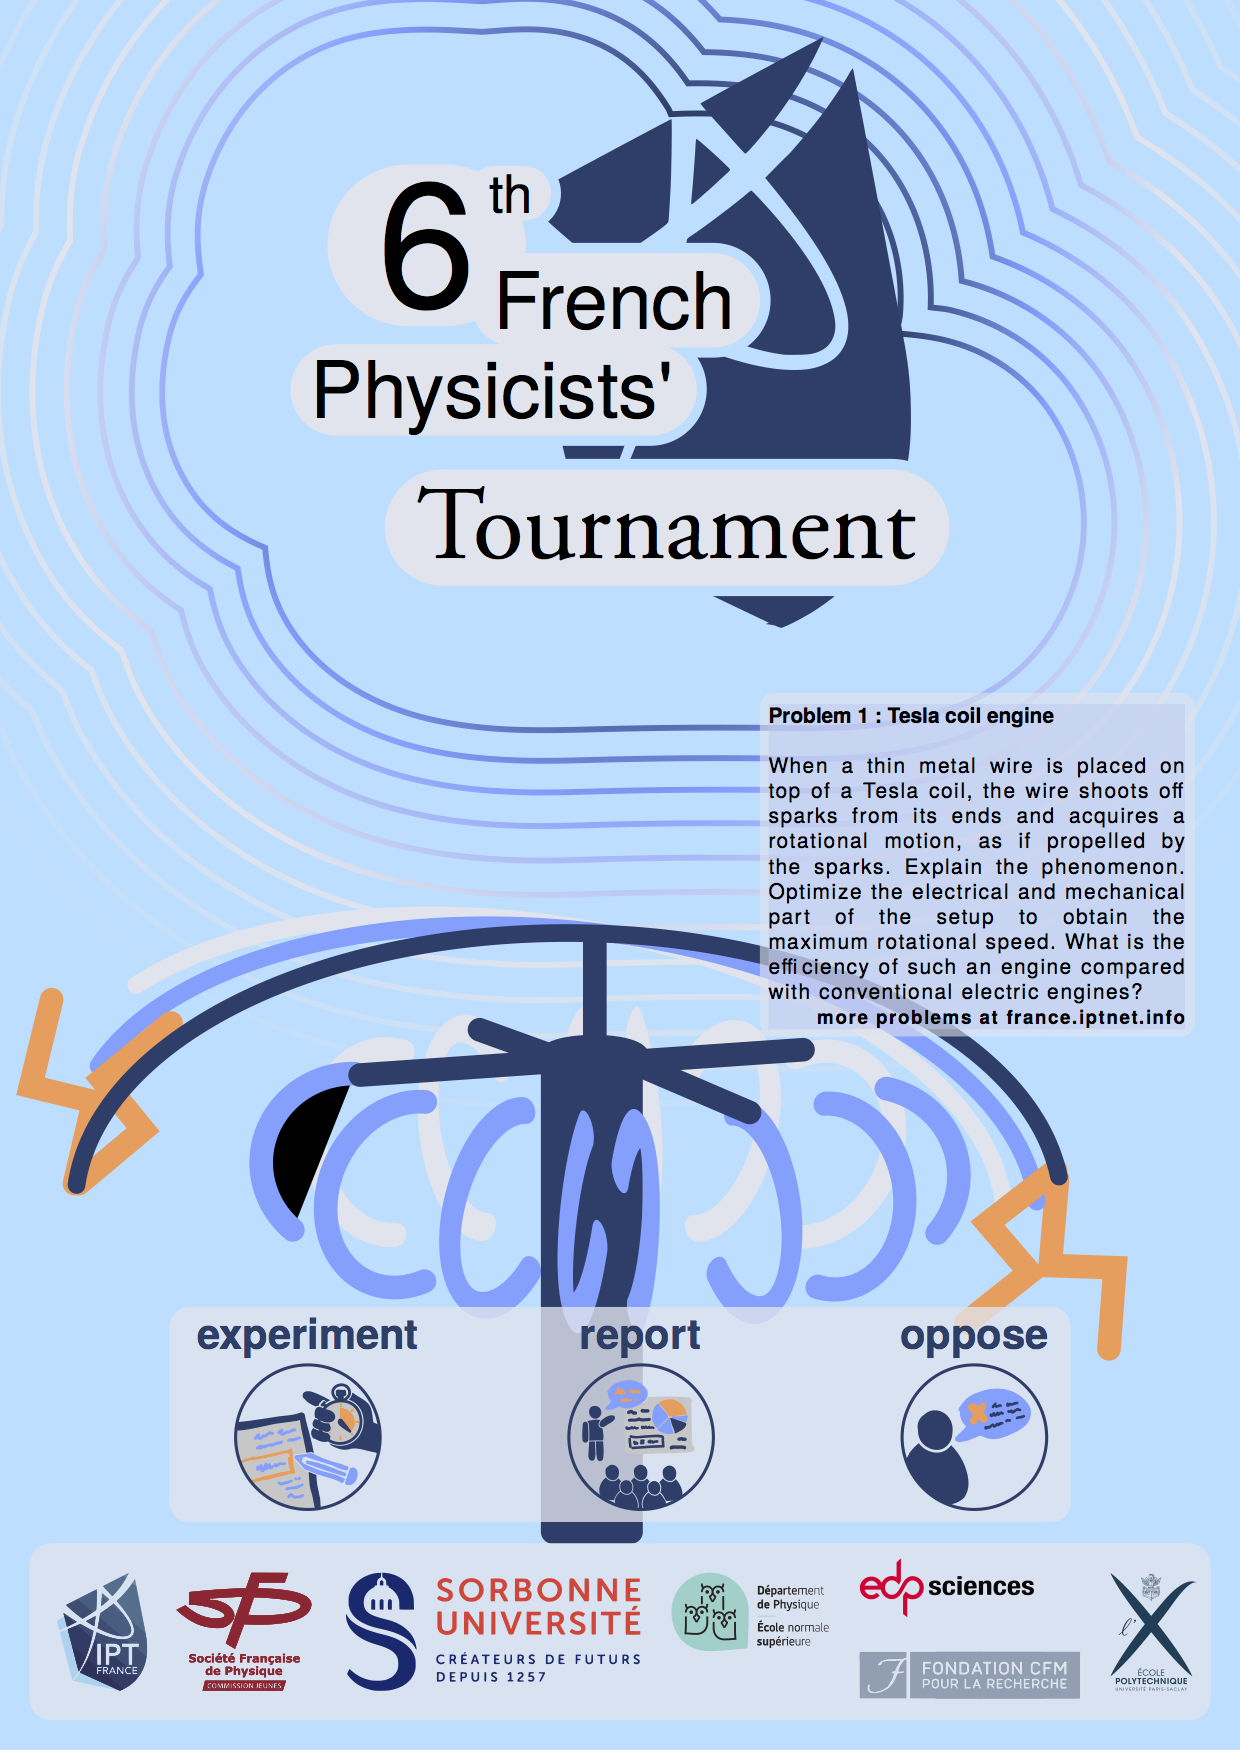 6th
French
Physicists'
Tournament
Problem 1 : Tesla coil engine
When a thin metal wire is placed on
top of a Tesla coil, the wire shoots off
sparks from its ends and acquires a
rotational motion, as if propelled by
the sparks. Explain the phenomenon.
Optimize the electrical and mechanical
part of the setup to obtain the
maximum rotational speed. What is the
efficiency of such an engine compared
with conventional electric engines?
more problems at france.iptnet.info
experiment
report
oppose
IPT
FRANCE
SFP
Société Française
de Physique
COMMISSION JEUNES
SORBONNE
UNIVERSITÉ
CRÉATEURS DE FUTURS
DEPUIS 1257
Département
de Physique
École normale
supérieure
edp sciences
FONDATION CFM
POUR LA RECHERCHE
l'X
ÉCOLE
POLYTECHNIQUE
UNIVERSITÉ PARIS-SACLAY